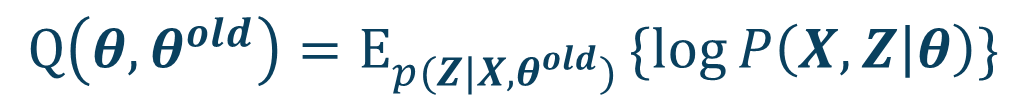 Q(θ, θ^old) = E_p(Z|X,θ^old) {log P(X, Z|θ)}